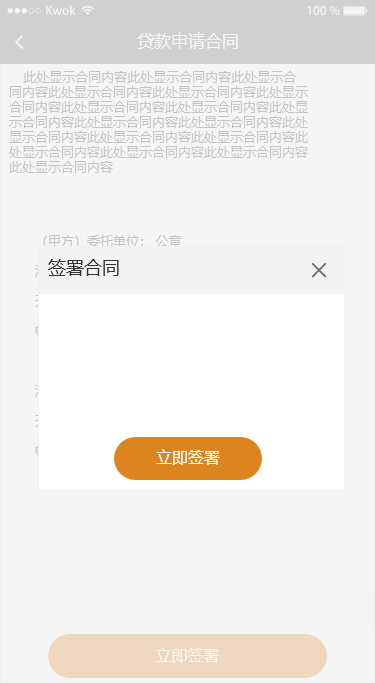 Kwok 100 %
贷款申请合同
此处显示合同内容此处显示合同内容此处显示合
同内容此处显示合同内容此处显示合同内容此处显示
合同内容此处显示合同内容此处显示合同内容此处显
示合同内容此处显示合同内容此处显示合同内容此处
显示合同内容此处显示合同内容此处显示合同内容此
处显示合同内容此处显示合同内容此处显示合同内容
此处显示合同内容
（甲方）委托单位： 公章
签署合同
立即签署
立即签署